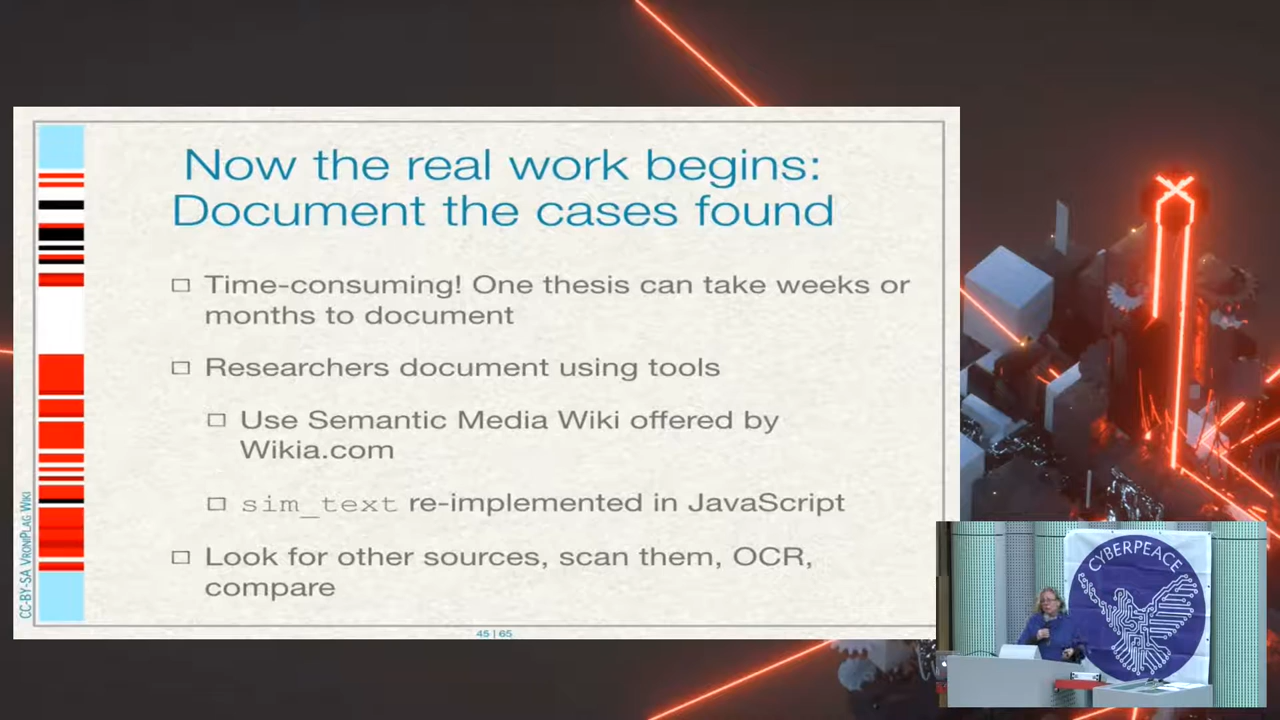 Now the real work begins:
Document the cases found
□ Time-consuming! One thesis can take weeks or
months to document
□ Researchers document using tools
□ Use Semantic Media Wiki offered by
Wikia.com
□ sim_text re-implemented in JavaScript
□ Look for other sources, scan them, OCR,
compare
CC-BY-SA VRONIPLAG WIKI
45 | 65
CYBERPEACE